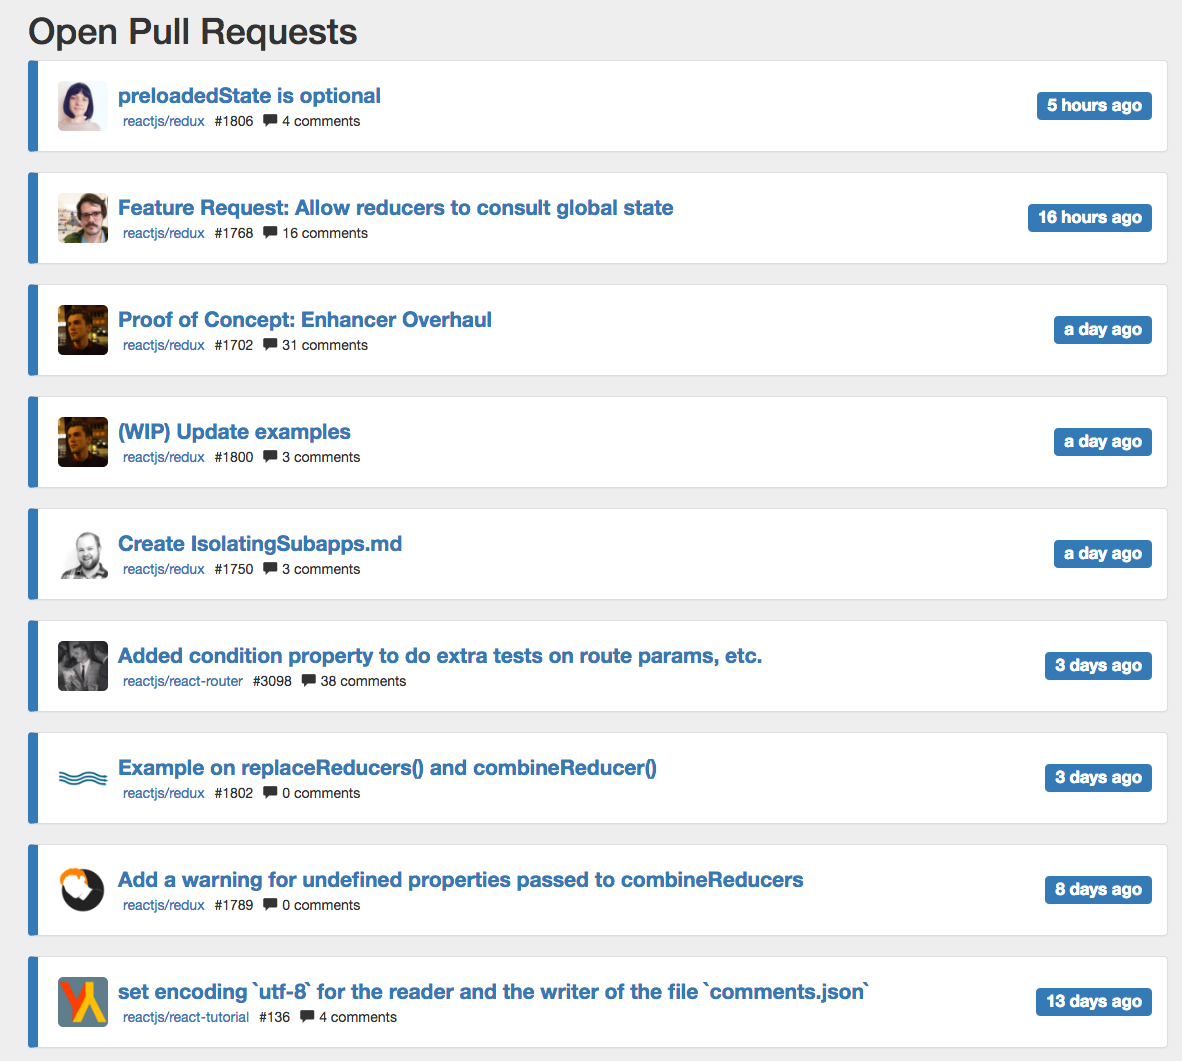 Open Pull Requests
preloadedState is optional
5 hours ago
reactjs/redux #1806 4 comments
Feature Request: Allow reducers to consult global state
16 hours ago
reactjs/redux #1768 16 comments
Proof of Concept: Enhancer Overhaul
a day ago
reactjs/redux #1702 31 comments
(WIP) Update examples
a day ago
reactjs/redux #1800 3 comments
Create IsolatingSubapps.md
a day ago
reactjs/redux #1750 3 comments
Added condition property to do extra tests on route params, etc.
3 days ago
reactjs/react-router #3098 38 comments
Example on replaceReducers() and combineReducer()
3 days ago
reactjs/redux #1802 0 comments
Add a warning for undefined properties passed to combineReducers
8 days ago
reactjs/redux #1789 0 comments
set encoding `utf-8` for the reader and the writer of the file `comments.json`
13 days ago
reactjs/react-tutorial #136 4 comments